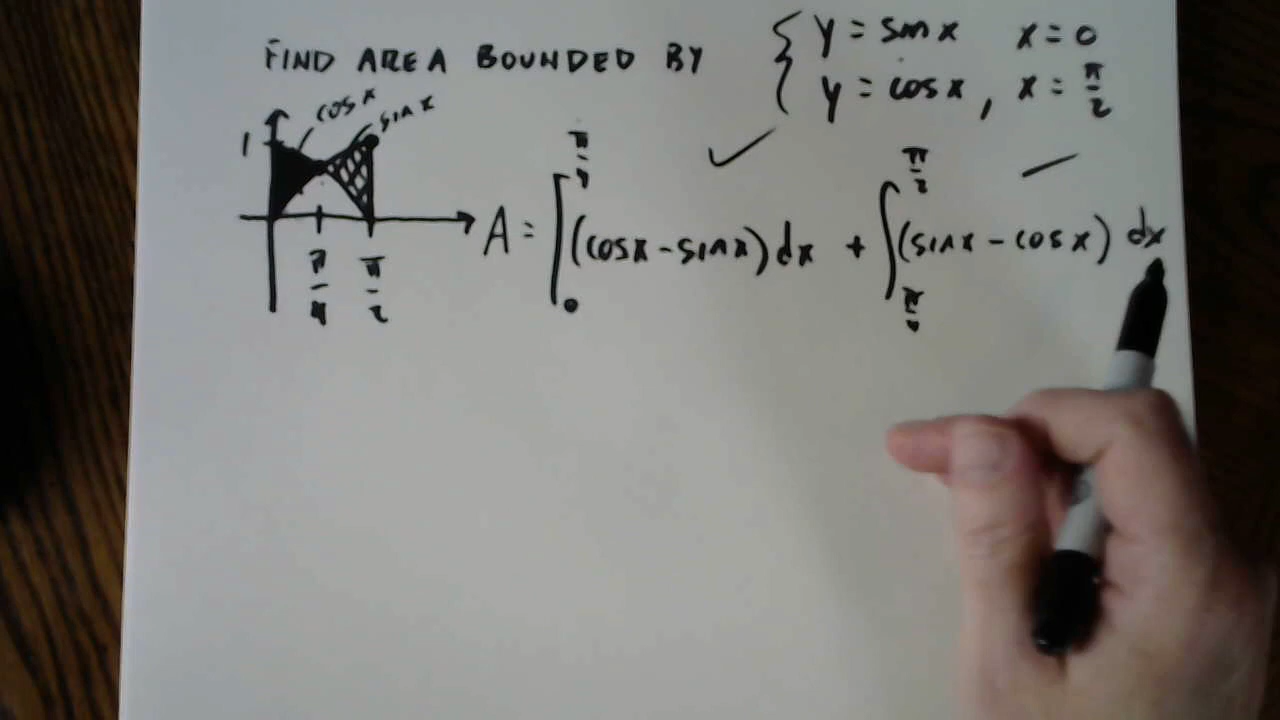 FIND AREA BOUNDED BY { y = sin x x = 0
y = cos x, x = π/2
cos x sin x
1
π/4 π/2
A = ∫₀^(π/4) (cos x - sin x) dx + ∫_(π/4)^(π/2) (sin x - cos x) dx